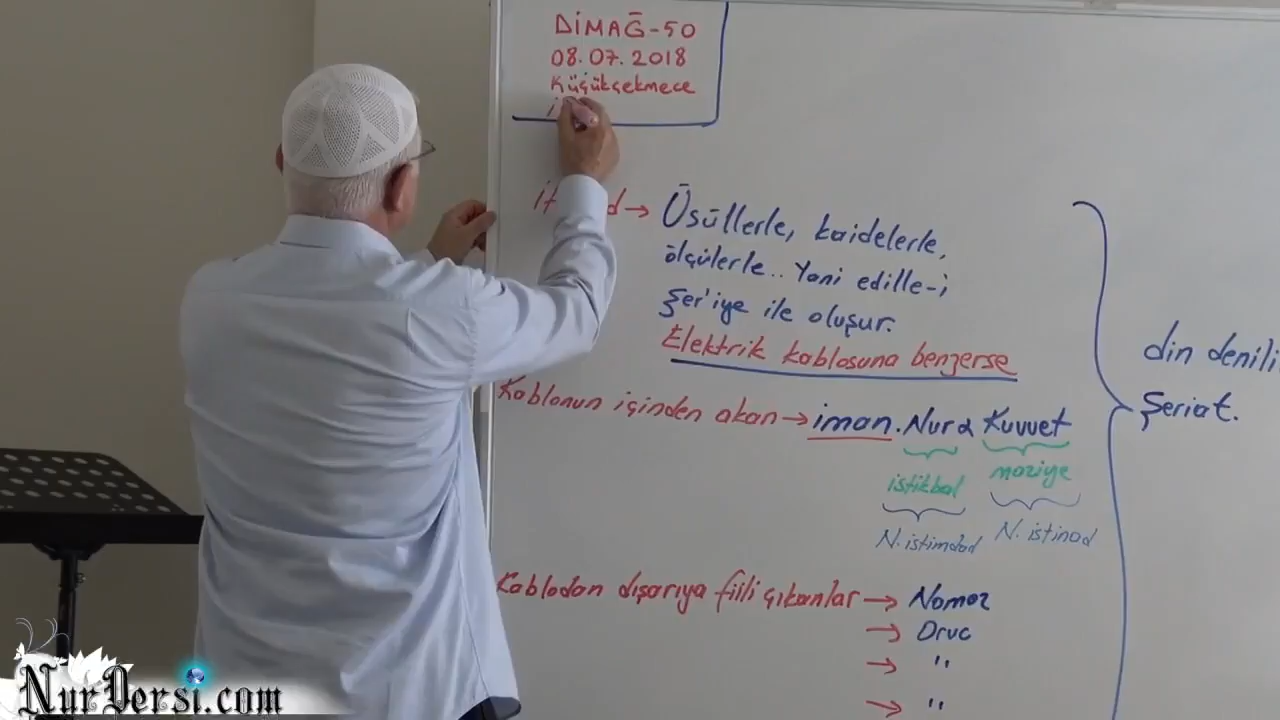 DİMAĞ-50
08.07.2018
Küçükçekmece
→ Üsüllerle, kaidelerle,
ölçülerle.. Yani edille-i
Şer'iye ile oluşur.
Elektrik kablosuna benzerse
Kablonun içinden akan → iman. Nur & Kuvvet
istikbal maziye
N. istimdad N. istinad
Kablodan dışarıya fiili çıkanlar → Namaz
→ Oruc
→ "
→ "
din denili
Şeriat.
NurDersi.com